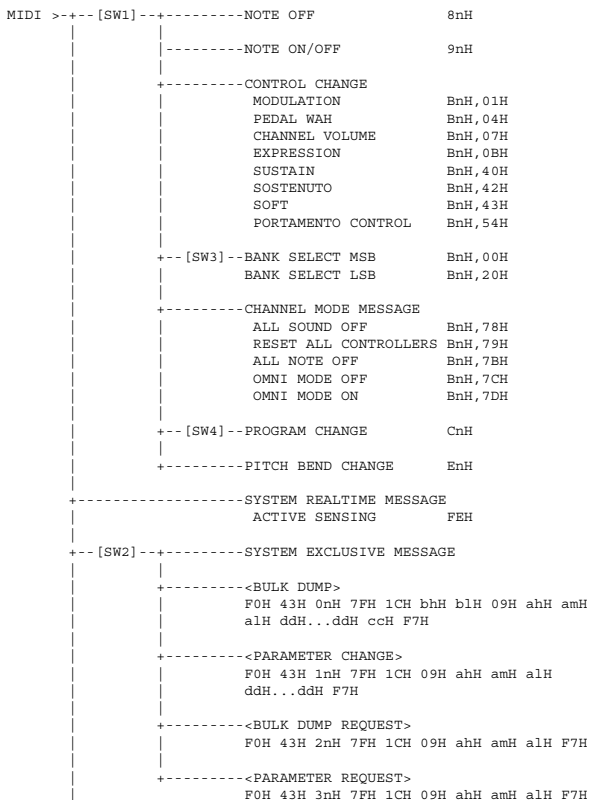 MIDI >-+--[SW1]--+---------NOTE OFF 8nH
|---------NOTE ON/OFF 9nH
+---------CONTROL CHANGE
MODULATION BnH,01H
PEDAL WAH BnH,04H
CHANNEL VOLUME BnH,07H
EXPRESSION BnH,0BH
SUSTAIN BnH,40H
SOSTENUTO BnH,42H
SOFT BnH,43H
PORTAMENTO CONTROL BnH,54H
+--[SW3]--BANK SELECT MSB BnH,00H
BANK SELECT LSB BnH,20H
+---------CHANNEL MODE MESSAGE
ALL SOUND OFF BnH,78H
RESET ALL CONTROLLERS BnH,79H
ALL NOTE OFF BnH,7BH
OMNI MODE OFF BnH,7CH
OMNI MODE ON BnH,7DH
+--[SW4]--PROGRAM CHANGE CnH
+---------PITCH BEND CHANGE EnH
+-------------------SYSTEM REALTIME MESSAGE
ACTIVE SENSING FEH
+--[SW2]--+---------SYSTEM EXCLUSIVE MESSAGE
+---------<BULK DUMP>
F0H 43H 0nH 7FH 1CH bhH blH 09H ahH amH
alH ddH...ddH ccH F7H
+---------<PARAMETER CHANGE>
F0H 43H 1nH 7FH 1CH 09H ahH amH alH
ddH...ddH F7H
+---------<BULK DUMP REQUEST>
F0H 43H 2nH 7FH 1CH 09H ahH amH alH F7H
+---------<PARAMETER REQUEST>
F0H 43H 3nH 7FH 1CH 09H ahH amH alH F7H